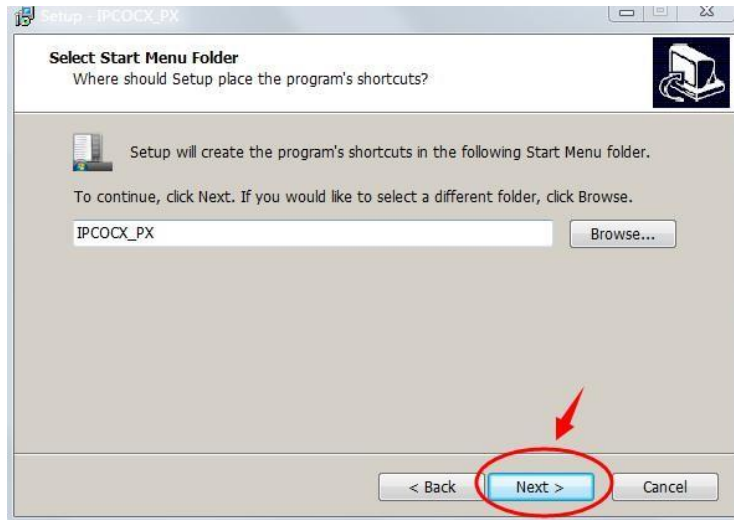 Setup - IPCOCX_PX
Select Start Menu Folder
Where should Setup place the program's shortcuts?
Setup will create the program's shortcuts in the following Start Menu folder.
To continue, click Next. If you would like to select a different folder, click Browse.
IPCOCX_PX
Browse...
< Back
Next >
Cancel